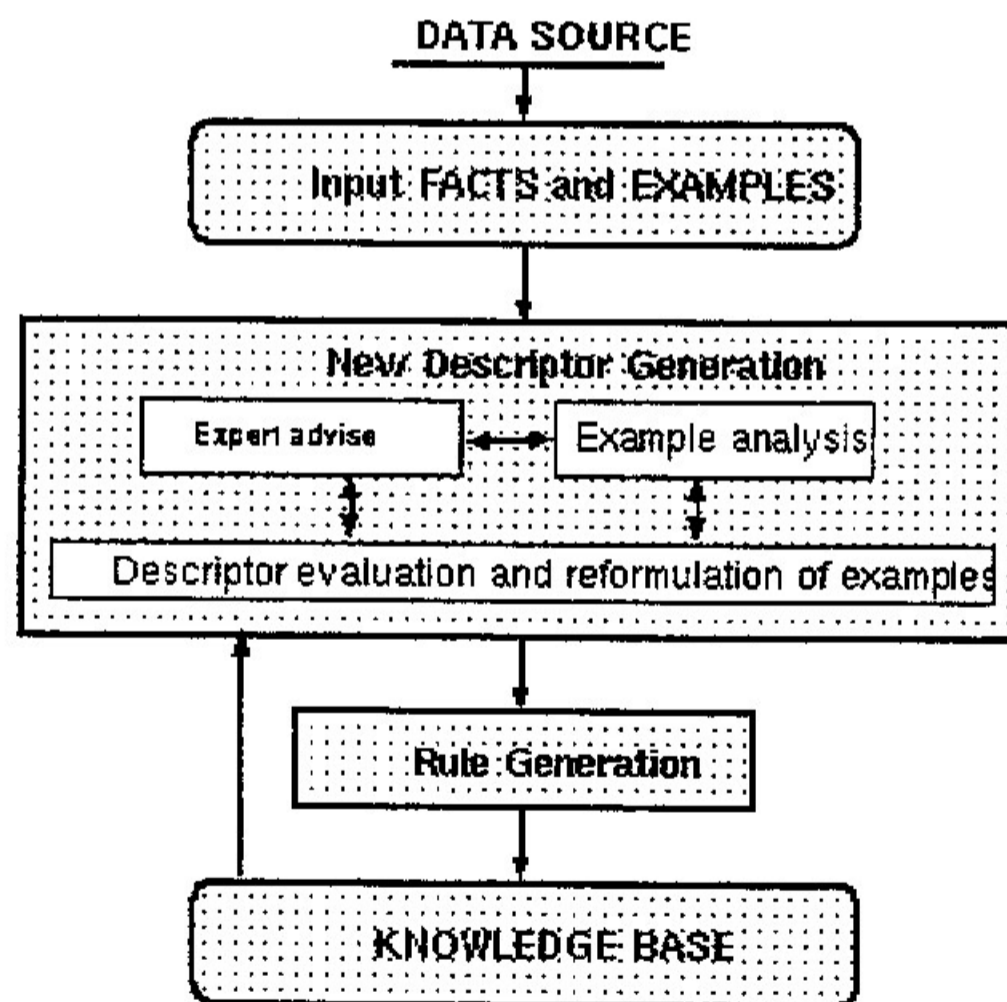 DATA SOURCE
Input FACTS and EXAMPLES
New Descriptor Generation
Expert advise
Example analysis
Descriptor evaluation and reformulation of examples
Rule Generation
KNOWLEDGE BASE